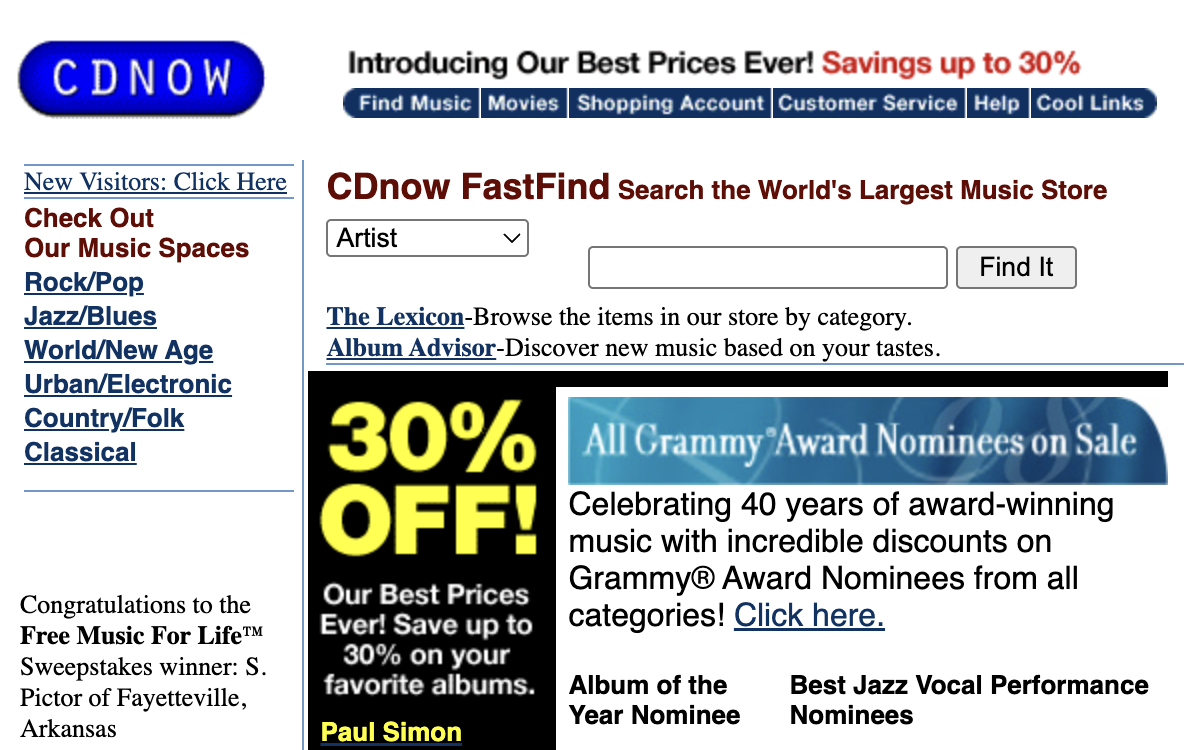 CDNOW
Introducing Our Best Prices Ever! Savings up to 30%
Find Music Movies Shopping Account Customer Service Help Cool Links
New Visitors: Click Here
Check Out
Our Music Spaces
Rock/Pop
Jazz/Blues
World/New Age
Urban/Electronic
Country/Folk
Classical
Congratulations to the
Free Music For Life™
Sweepstakes winner: S.
Pictor of Fayetteville,
Arkansas
CDnow FastFind Search the World's Largest Music Store
Artist
Find It
The Lexicon-Browse the items in our store by category.
Album Advisor-Discover new music based on your tastes.
30%
OFF!
Our Best Prices
Ever! Save up to
30% on your
favorite albums.
Paul Simon
All Grammy® Award Nominees on Sale
98
Celebrating 40 years of award-winning
music with incredible discounts on
Grammy® Award Nominees from all
categories! Click here.
Album of the
Year Nominee
Best Jazz Vocal Performance
Nominees